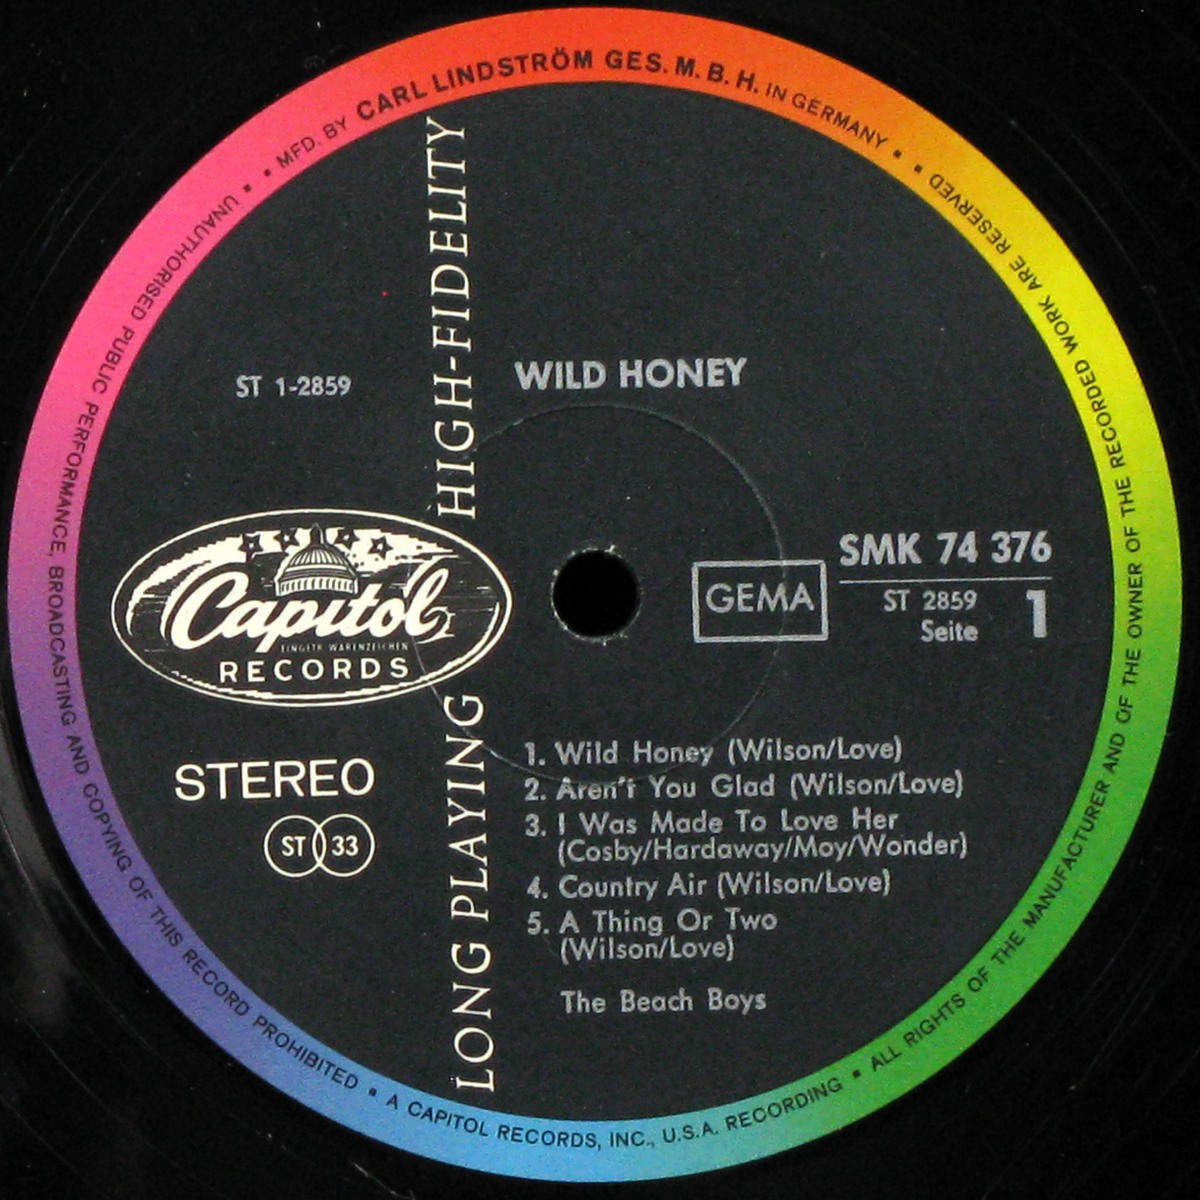 MFD. BY CARL LINDSTRÖM GES. M. B. H. IN GERMANY
ALL RIGHTS OF THE MANUFACTURER AND OF THE OWNER OF THE RECORDED WORK ARE RESERVED
UNAUTHORISED PUBLIC PERFORMANCE, BROADCASTING AND COPYING OF THIS RECORD PROHIBITED
A CAPITOL RECORDS, INC., U.S.A. RECORDING
LONG PLAYING HIGH-FIDELITY
ST 1-2859
WILD HONEY
Capitol
EINGETR. WARENZEICHEN
RECORDS
GEMA
SMK 74 376
ST 2859
Seite 1
STEREO
ST 33
1. Wild Honey (Wilson/Love)
2. Aren't You Glad (Wilson/Love)
3. I Was Made To Love Her
(Cosby/Hardaway/Moy/Wonder)
4. Country Air (Wilson/Love)
5. A Thing Or Two
(Wilson/Love)
The Beach Boys